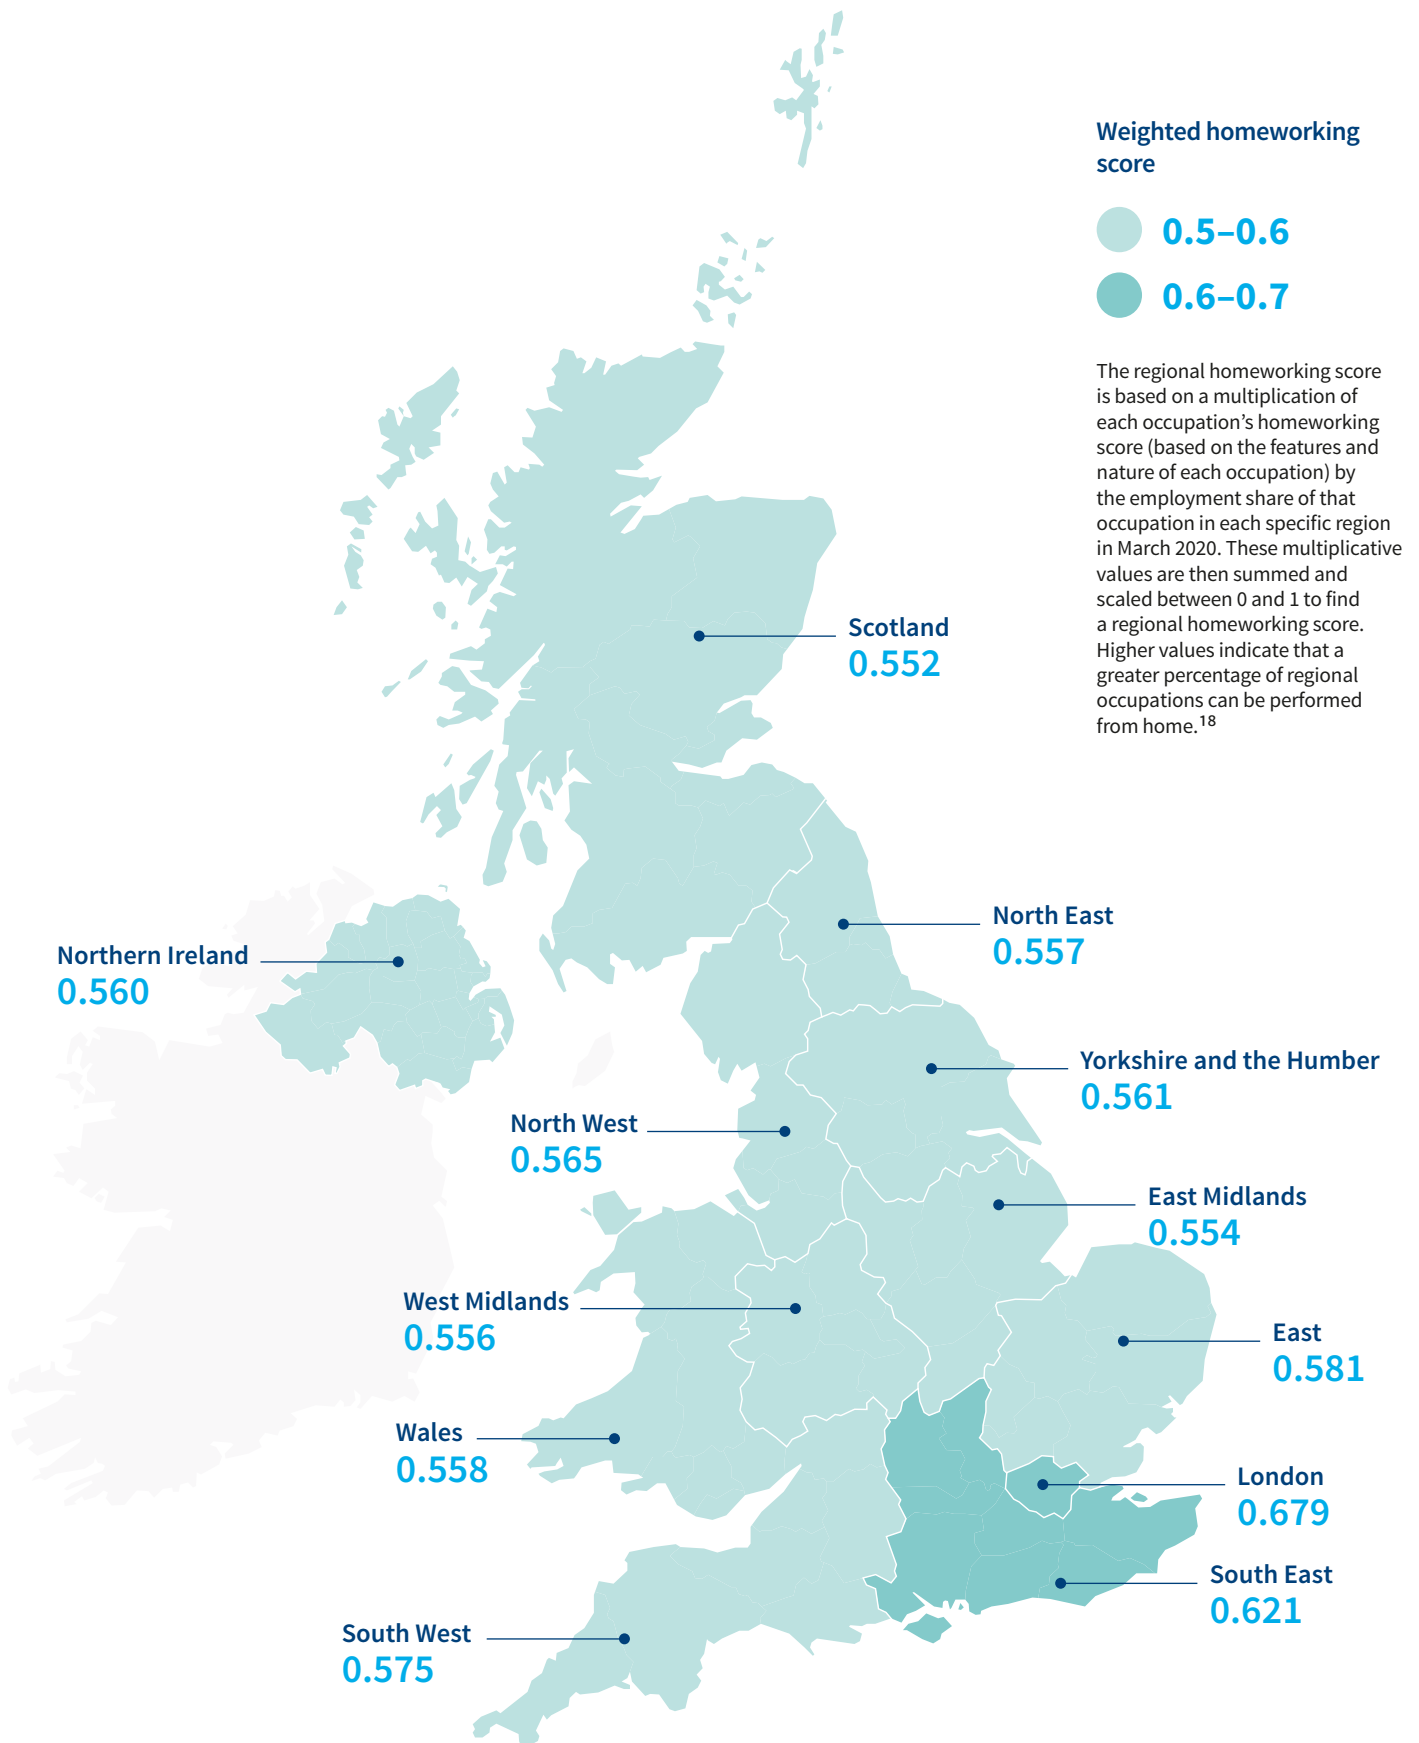 Weighted homeworking
score
0.5–0.6
0.6–0.7
The regional homeworking score
is based on a multiplication of
each occupation’s homeworking
score (based on the features and
nature of each occupation) by
the employment share of that
occupation in each specific region
in March 2020. These multiplicative
values are then summed and
scaled between 0 and 1 to find
a regional homeworking score.
Higher values indicate that a
greater percentage of regional
occupations can be performed
from home.18
Scotland
0.552
North East
0.557
Northern Ireland
0.560
Yorkshire and the Humber
0.561
North West
0.565
East Midlands
0.554
West Midlands
0.556
East
0.581
Wales
0.558
London
0.679
South East
0.621
South West
0.575